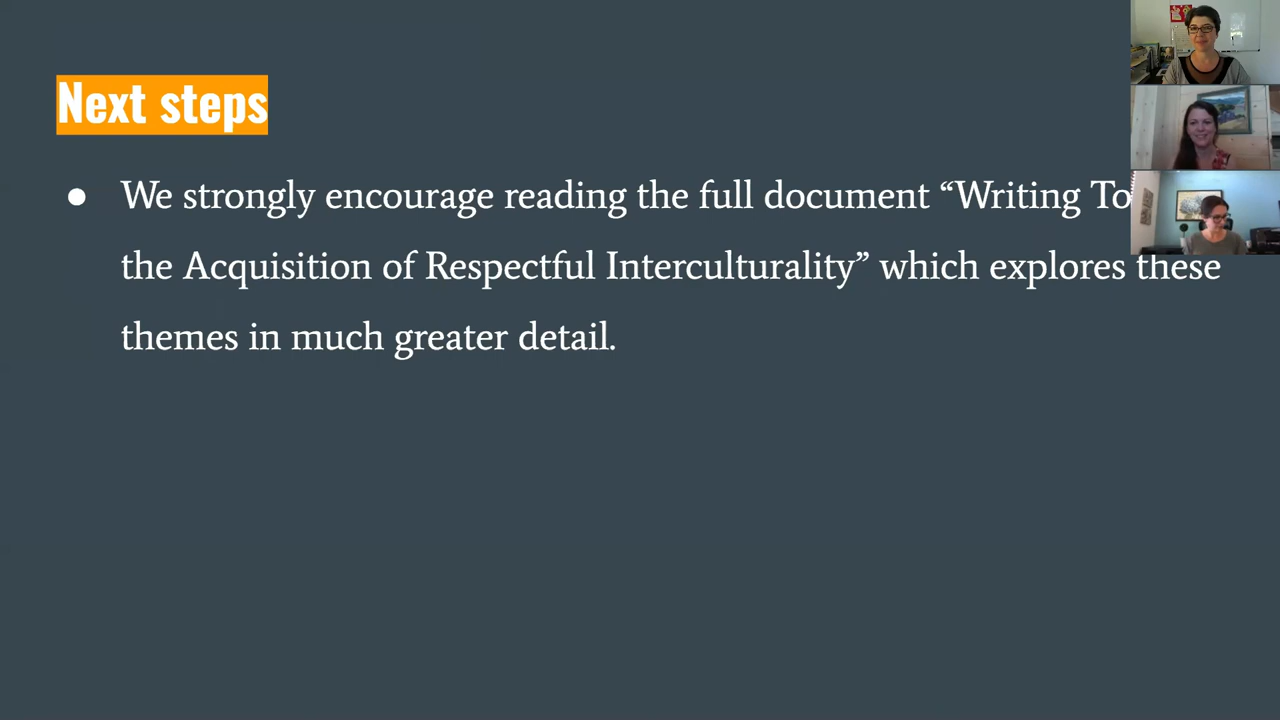 Next steps
● We strongly encourage reading the full document “Writing
the Acquisition of Respectful Interculturality” which explores these
themes in much greater detail.